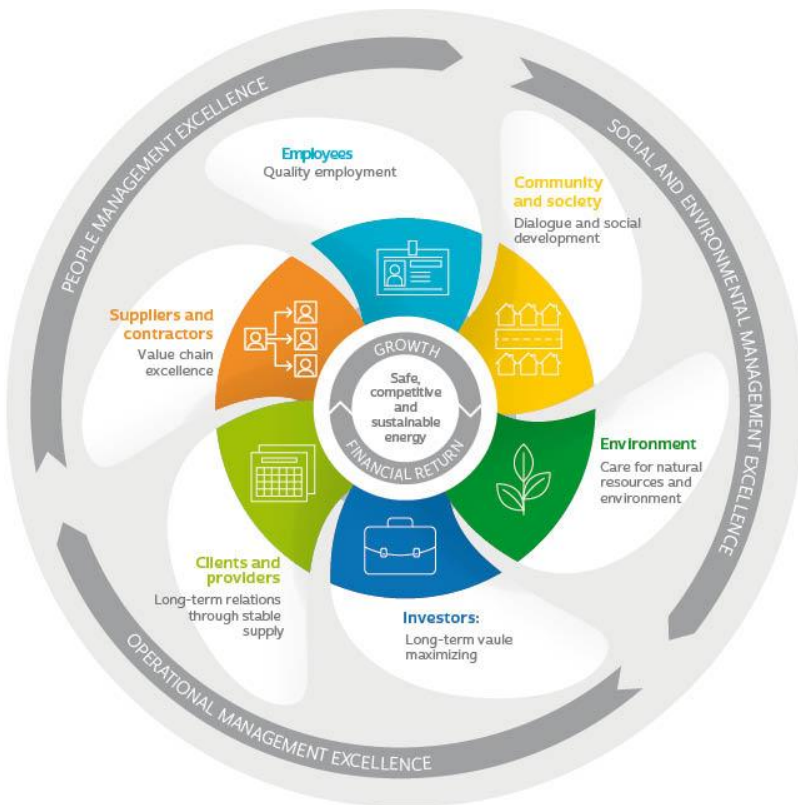 PEOPLE MANAGEMENT EXCELLENCE
SOCIAL AND ENVIRONMENTAL MANAGEMENT EXCELLENCE
Employees
Quality employment
Community
and society
Dialogue and social
development
Suppliers and
contractors
Value chain
excellence
GROWTH
Safe,
competitive
and
sustainable
energy
FINANCIAL RETURN
Environment
Care for natural
resources and
environment
Clients and
providers
Long-term relations
through stable
supply
Investors:
Long-term vaule
maximizing
OPERATIONAL MANAGEMENT EXCELLENCE